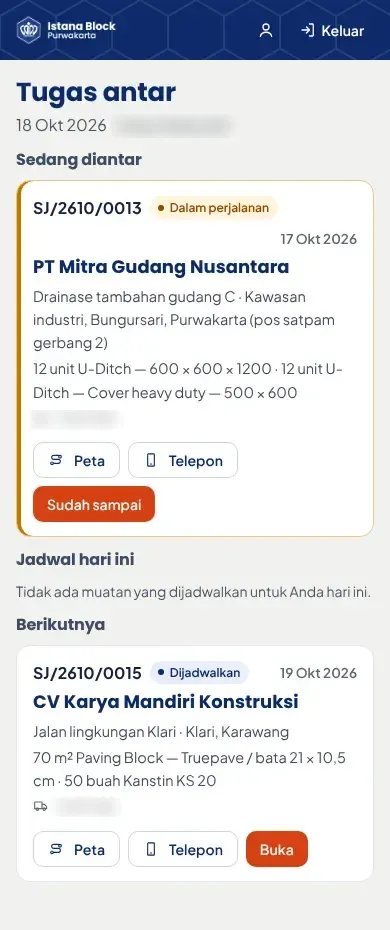 Istana Block
Purwakarta
Keluar
Tugas antar
18 Okt 2026
Sedang diantar
SJ/2610/0013 Dalam perjalanan
17 Okt 2026
PT Mitra Gudang Nusantara
Drainase tambahan gudang C · Kawasan
industri, Bungursari, Purwakarta (pos satpam
gerbang 2)
12 unit U-Ditch — 600 × 600 × 1200 · 12 unit U-
Ditch — Cover heavy duty — 500 × 600
Peta Telepon
Sudah sampai
Jadwal hari ini
Tidak ada muatan yang dijadwalkan untuk Anda hari ini.
Berikutnya
SJ/2610/0015 Dijadwalkan 19 Okt 2026
CV Karya Mandiri Konstruksi
Jalan lingkungan Klari · Klari, Karawang
70 m² Paving Block — Truepave / bata 21 × 10,5
cm · 50 buah Kanstin KS 20
Peta Telepon Buka